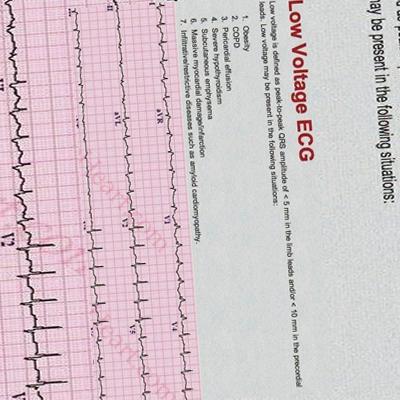 may be present in the following situations:
Low Voltage ECG
Low voltage is defined as peak-to-peak QRS amplitude of < 5 mm in the limb leads and/or < 10 mm in the precordial
leads. Low voltage may be present in the following situations:
1. Obesity
2. COPD
3. Pericardial effusion
4. Severe hypothyroidism
5. Subcutaneous emphysema
6. Massive myocardial damage/infarction
7. Infiltrative/restrictive diseases such as amyloid cardiomyopathy.
I aVR V1 V4
II aVL V2 V5